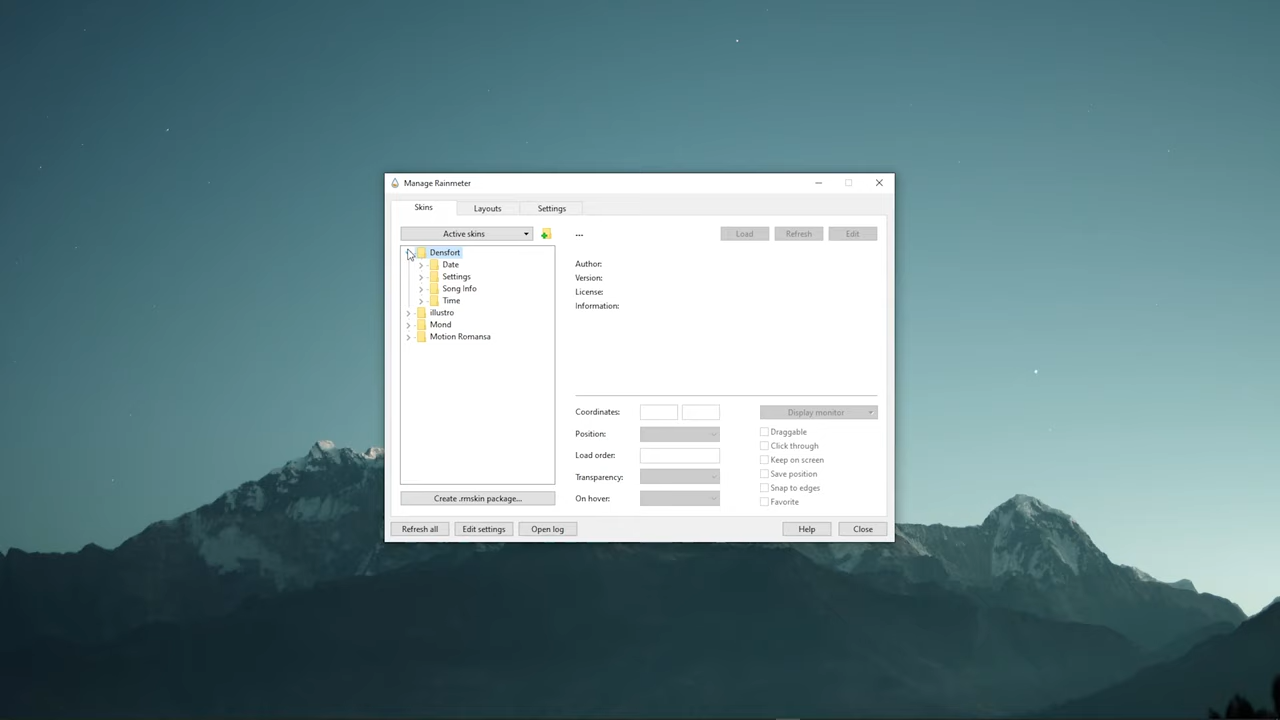 Manage Rainmeter
Skins Layouts Settings
Active skins
...
Load Refresh Edit
Densfort
Date
Settings
Song Info
Time
illustro
Mond
Motion Romansa
Author:
Version:
License:
Information:
Coordinates:
Display monitor
Position:
Load order:
Transparency:
On hover:
Draggable
Click through
Keep on screen
Save position
Snap to edges
Favorite
Create .rmskin package...
Refresh all Edit settings Open log Help Close